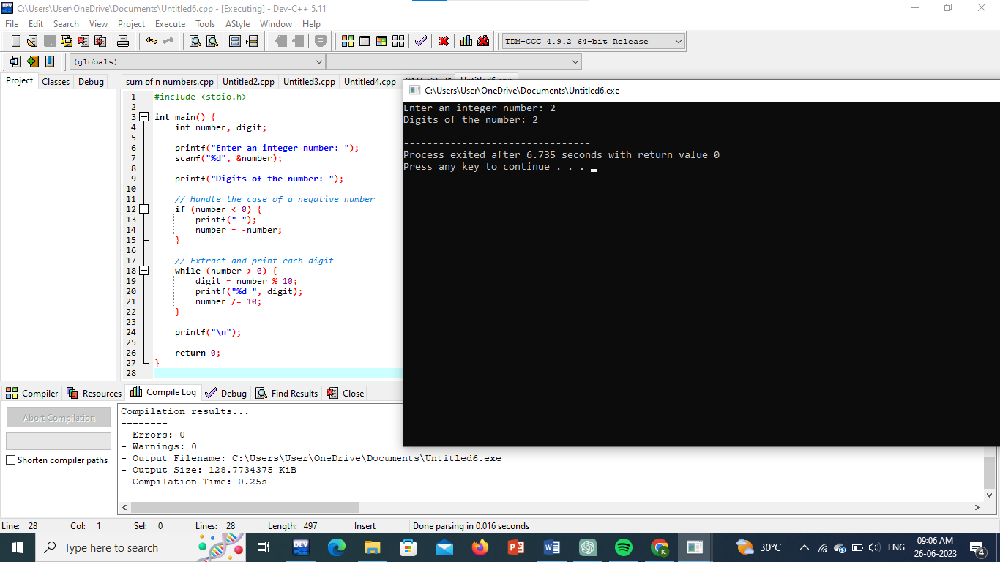 C:\Users\User\OneDrive\Documents\Untitled6.cpp - [Executing] - Dev-C++ 5.11
File Edit Search View Project Execute Tools AStyle Window Help
TDM-GCC 4.9.2 64-bit Release
(globals)
Project Classes Debug
sum of n numbers.cpp Untitled2.cpp Untitled3.cpp Untitled4.cpp
1 #include <stdio.h>
2
3 int main() {
4 int number, digit;
5
6 printf("Enter an integer number: ");
7 scanf("%d", &number);
8
9 printf("Digits of the number: ");
10
11 // Handle the case of a negative number
12 if (number < 0) {
13 printf("-");
14 number = -number;
15 }
16
17 // Extract and print each digit
18 while (number > 0) {
19 digit = number % 10;
20 printf("%d ", digit);
21 number /= 10;
22 }
23
24 printf("\n");
25
26 return 0;
27 }
28
C:\Users\User\OneDrive\Documents\Untitled6.exe
Enter an integer number: 2
Digits of the number: 2
--------------------------------
Process exited after 6.735 seconds with return value 0
Press any key to continue . . .
Compiler Resources Compile Log Debug Find Results Close
Abort Compilation
Shorten compiler paths
Compilation results...
--------
- Errors: 0
- Warnings: 0
- Output Filename: C:\Users\User\OneDrive\Documents\Untitled6.exe
- Output Size: 128.7734375 KiB
- Compilation Time: 0.25s
Line: 28 Col: 1 Sel: 0 Lines: 28 Length: 497 Insert Done parsing in 0.016 seconds
Type here to search
DEV
30°C
ENG
09:06 AM
26-06-2023
4